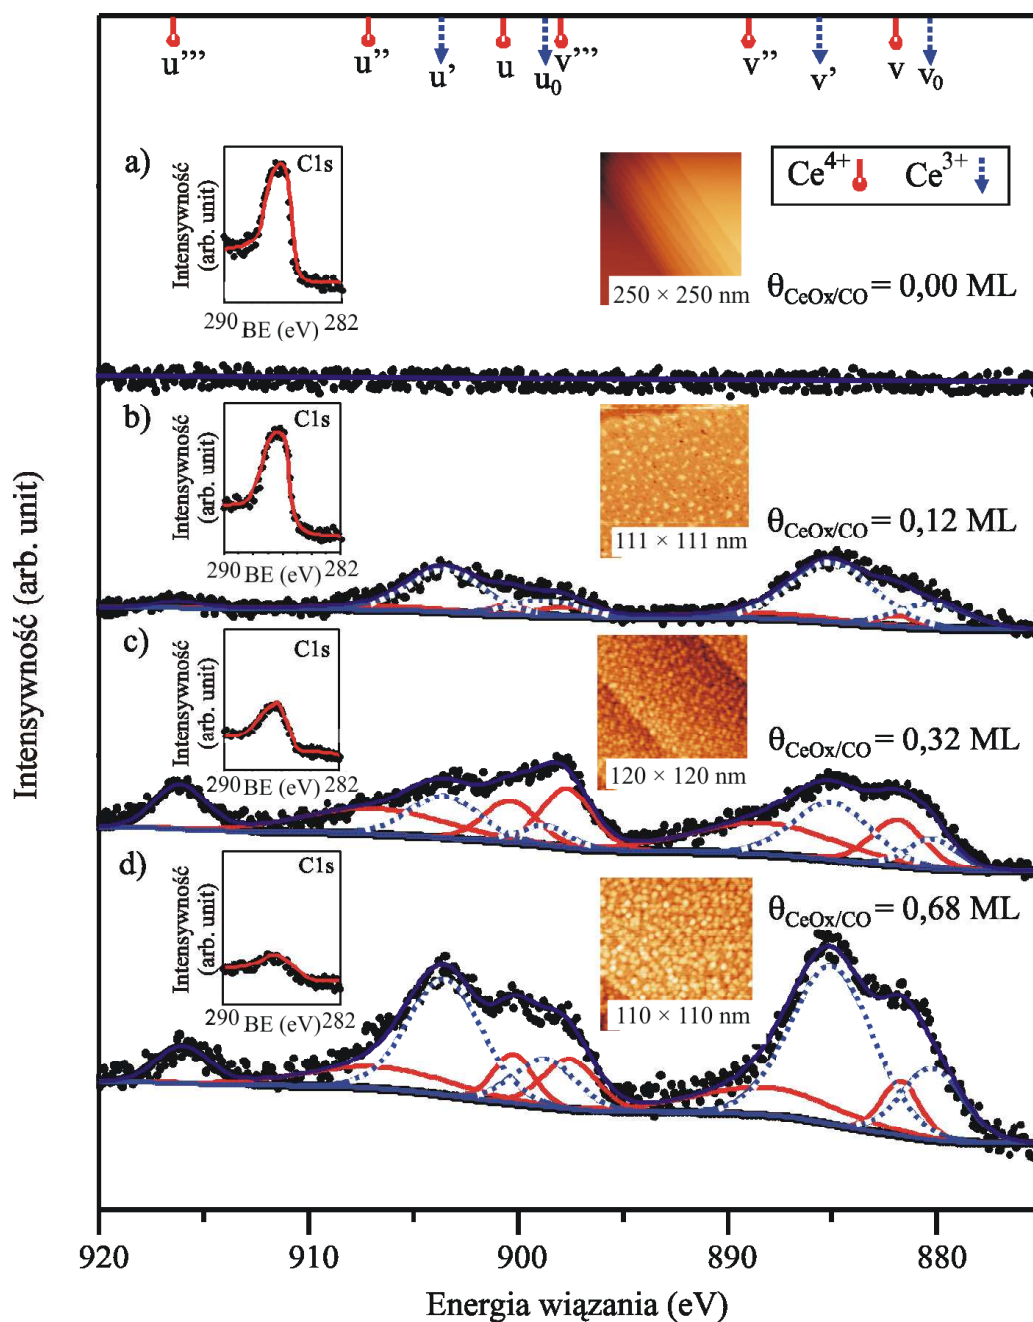 u''' u'' u' u u₀ v''' v'' v' v v₀
a)
C1s
Intensywność
(arb. unit)
290 BE (eV) 282
250 × 250 nm
Ce⁴⁺ Ce³⁺
θCeOx/CO = 0,00 ML
b)
C1s
Intensywność
(arb. unit)
290 BE (eV) 282
111 × 111 nm
θCeOx/CO = 0,12 ML
c)
C1s
Intensywność
(arb. unit)
290 BE (eV) 282
120 × 120 nm
θCeOx/CO = 0,32 ML
d)
C1s
Intensywność
(arb. unit)
290 BE (eV) 282
110 × 110 nm
θCeOx/CO = 0,68 ML
Intensywność (arb. unit)
920 910 900 890 880
Energia wiązania (eV)